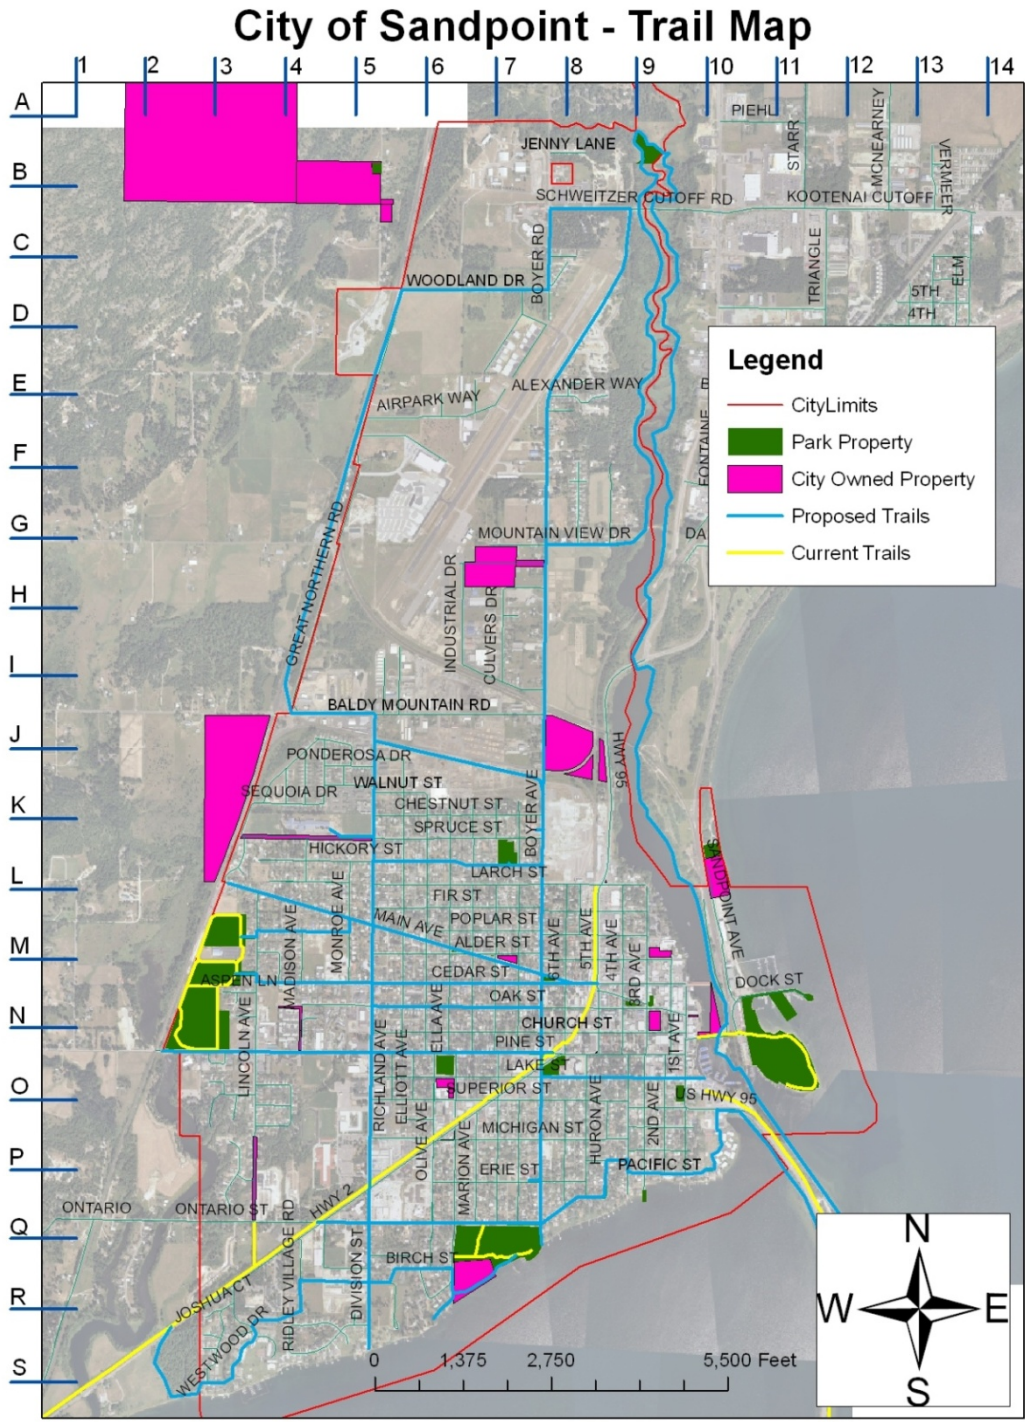 City of Sandpoint - Trail Map
1 2 3 4 5 6 7 8 9 10 11 12 13 14
A
PIEHL
STARR
MCNEARNEY
JENNY LANE
VERMEER
B
SCHWEITZER CUTOFF RD
KOOTENAI CUTOFF
C
BOYER RD
TRIANGLE
ELM
WOODLAND DR
5TH
4TH
D
Legend
CityLimits
Park Property
City Owned Property
Proposed Trails
Current Trails
E
ALEXANDER WAY
AIRPARK WAY
FONTAINE
F
G
GREAT NORTHERN RD
MOUNTAIN VIEW DR
DA
H
INDUSTRIAL DR
CULVERS DR
I
BALDY MOUNTAIN RD
J
HWY 95
PONDEROSA DR
WALNUT ST
SEQUOIA DR
CHESTNUT ST
BOYER AVE
K
SPRUCE ST
HICKORY ST
LARCH ST
L
FIR ST
SANDPOINT AVE
MAIN AVE
POPLAR ST
MONROE AVE
MADISON AVE
ALDER ST
6TH AVE
5TH AVE
4TH AVE
3RD AVE
M
CEDAR ST
ASPEN LN
DOCK ST
OAK ST
ELLA AVE
N
CHURCH ST
LINCOLN AVE
PINE ST
1ST AVE
RICHLAND AVE
ELLIOTT AVE
LAKE ST
O
SUPERIOR ST
US HWY 95
HURON AVE
2ND AVE
OLIVE AVE
MICHIGAN ST
MARION AVE
P
ERIE ST
PACIFIC ST
HWY 2
ONTARIO
ONTARIO ST
Q
RIDLEY VILLAGE RD
DIVISION ST
BIRCH ST
JOSHUA CT
R
WESTWOOD DR
S
0 1,375 2,750 5,500 Feet
N
W E
S